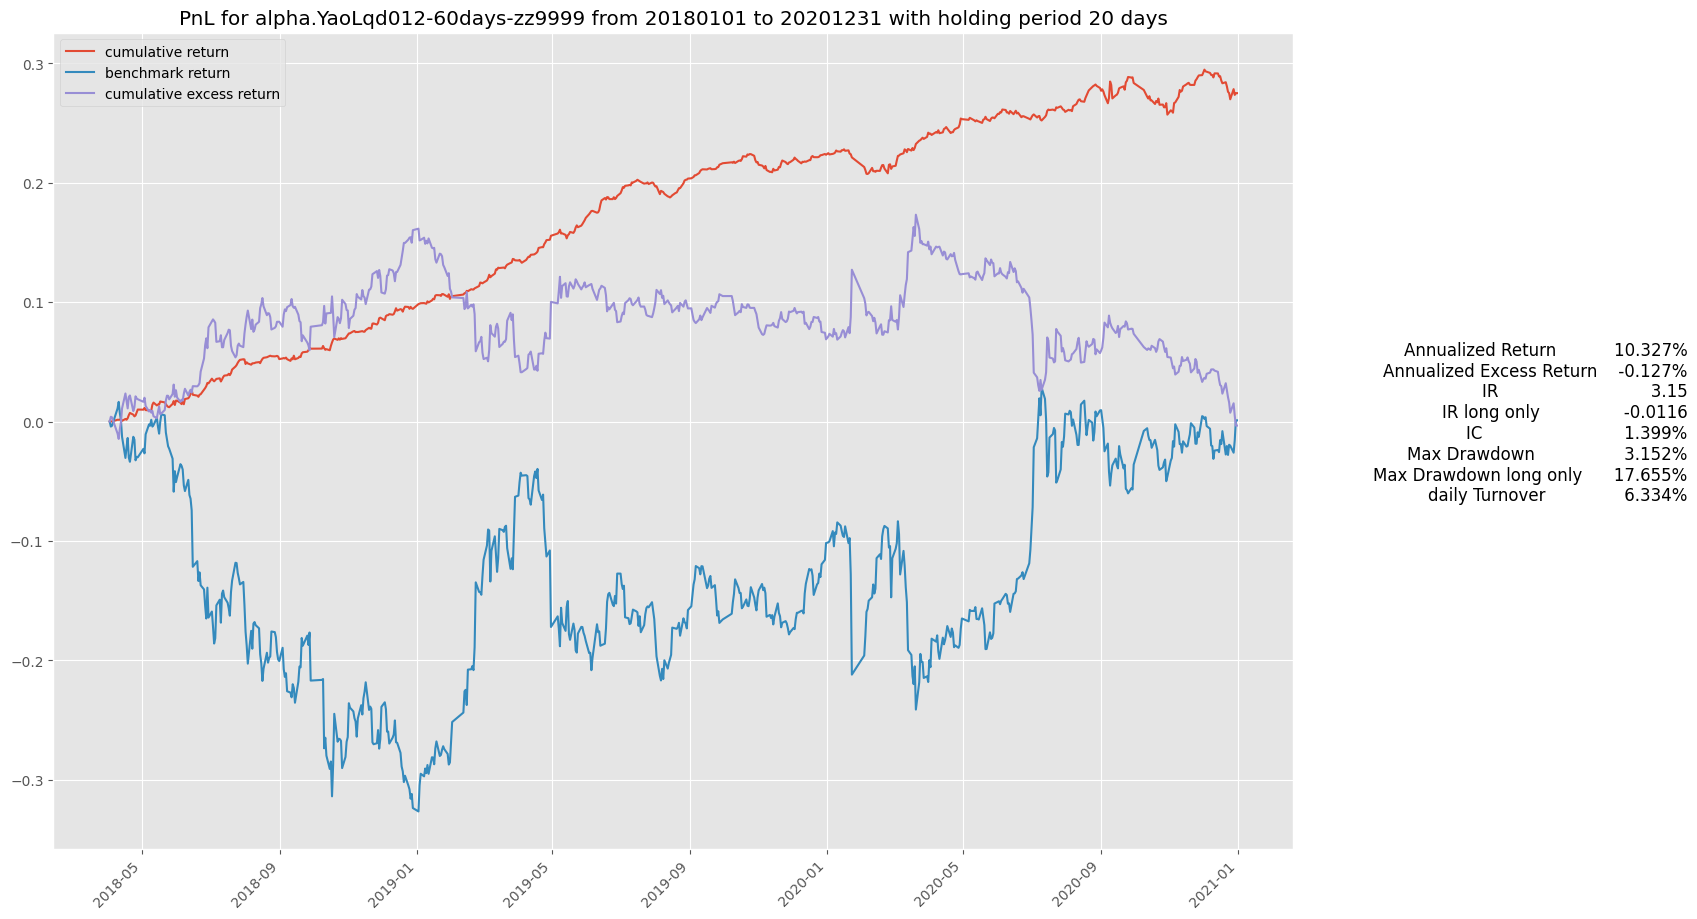 PnL for alpha.YaoLqd012-60days-zz9999 from 20180101 to 20201231 with holding period 20 days
cumulative return
benchmark return
cumulative excess return
0.3
0.2
0.1
0.0
−0.1
−0.2
−0.3
2018-05
2018-09
2019-01
2019-05
2019-09
2020-01
2020-05
2020-09
2021-01
Annualized Return 10.327%
Annualized Excess Return -0.127%
IR 3.15
IR long only -0.0116
IC 1.399%
Max Drawdown 3.152%
Max Drawdown long only 17.655%
daily Turnover 6.334%